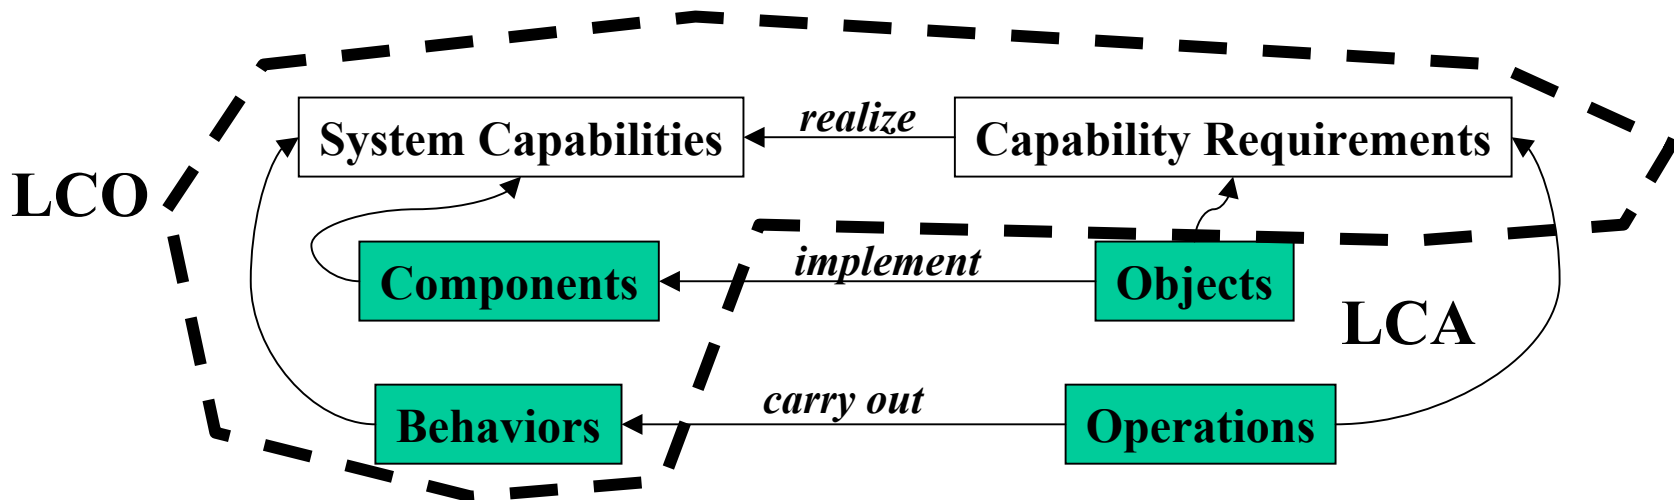 System Capabilities
realize
Capability Requirements
LCO
Components
implement
Objects
LCA
Behaviors
carry out
Operations